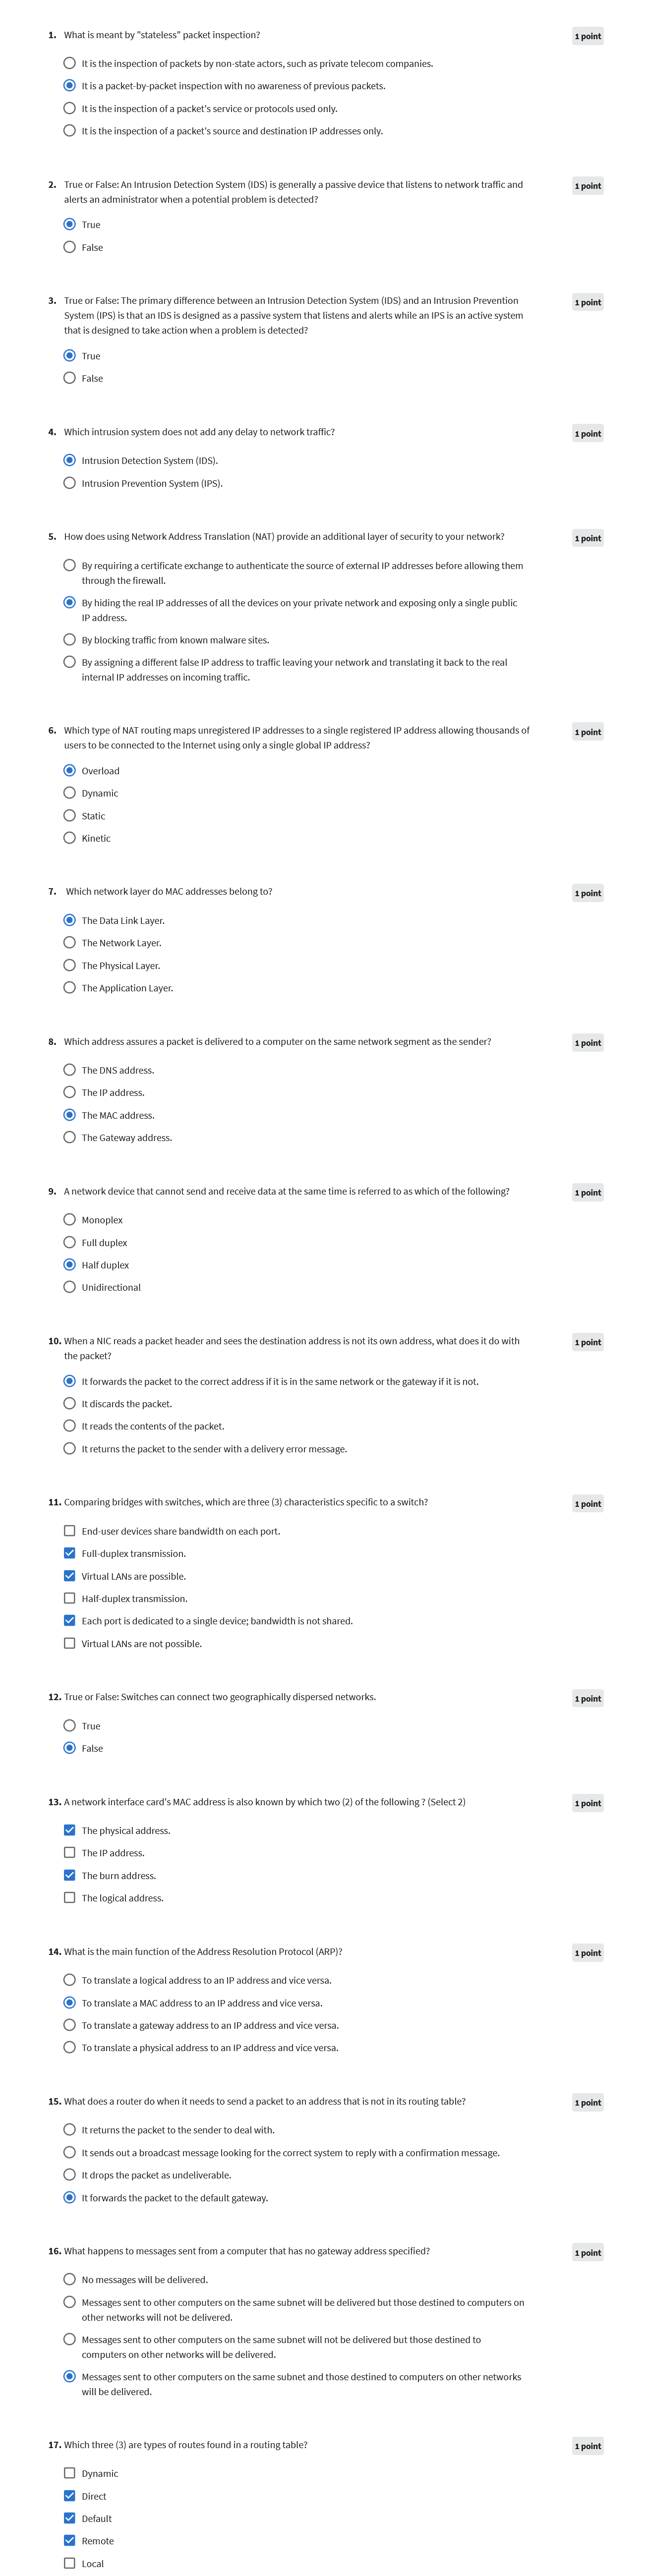 1. What is meant by "stateless" packet inspection?
1 point
It is the inspection of packets by non-state actors, such as private telecom companies.
It is a packet-by-packet inspection with no awareness of previous packets.
It is the inspection of a packet's service or protocols used only.
It is the inspection of a packet's source and destination IP addresses only.
2. True or False: An Intrusion Detection System (IDS) is generally a passive device that listens to network traffic and
alerts an administrator when a potential problem is detected?
1 point
True
False
3. True or False: The primary difference between an Intrusion Detection System (IDS) and an Intrusion Prevention
System (IPS) is that an IDS is designed as a passive system that listens and alerts while an IPS is an active system
that is designed to take action when a problem is detected?
1 point
True
False
4. Which intrusion system does not add any delay to network traffic?
1 point
Intrusion Detection System (IDS).
Intrusion Prevention System (IPS).
5. How does using Network Address Translation (NAT) provide an additional layer of security to your network?
1 point
By requiring a certificate exchange to authenticate the source of external IP addresses before allowing them
through the firewall.
By hiding the real IP addresses of all the devices on your private network and exposing only a single public
IP address.
By blocking traffic from known malware sites.
By assigning a different false IP address to traffic leaving your network and translating it back to the real
internal IP addresses on incoming traffic.
6. Which type of NAT routing maps unregistered IP addresses to a single registered IP address allowing thousands of
users to be connected to the Internet using only a single global IP address?
1 point
Overload
Dynamic
Static
Kinetic
7. Which network layer do MAC addresses belong to?
1 point
The Data Link Layer.
The Network Layer.
The Physical Layer.
The Application Layer.
8. Which address assures a packet is delivered to a computer on the same network segment as the sender?
1 point
The DNS address.
The IP address.
The MAC address.
The Gateway address.
9. A network device that cannot send and receive data at the same time is referred to as which of the following?
1 point
Monoplex
Full duplex
Half duplex
Unidirectional
10. When a NIC reads a packet header and sees the destination address is not its own address, what does it do with
the packet?
1 point
It forwards the packet to the correct address if it is in the same network or the gateway if it is not.
It discards the packet.
It reads the contents of the packet.
It returns the packet to the sender with a delivery error message.
11. Comparing bridges with switches, which are three (3) characteristics specific to a switch?
1 point
End-user devices share bandwidth on each port.
Full-duplex transmission.
Virtual LANs are possible.
Half-duplex transmission.
Each port is dedicated to a single device; bandwidth is not shared.
Virtual LANs are not possible.
12. True or False: Switches can connect two geographically dispersed networks.
1 point
True
False
13. A network interface card's MAC address is also known by which two (2) of the following ? (Select 2)
1 point
The physical address.
The IP address.
The burn address.
The logical address.
14. What is the main function of the Address Resolution Protocol (ARP)?
1 point
To translate a logical address to an IP address and vice versa.
To translate a MAC address to an IP address and vice versa.
To translate a gateway address to an IP address and vice versa.
To translate a physical address to an IP address and vice versa.
15. What does a router do when it needs to send a packet to an address that is not in its routing table?
1 point
It returns the packet to the sender to deal with.
It sends out a broadcast message looking for the correct system to reply with a confirmation message.
It drops the packet as undeliverable.
It forwards the packet to the default gateway.
16. What happens to messages sent from a computer that has no gateway address specified?
1 point
No messages will be delivered.
Messages sent to other computers on the same subnet will be delivered but those destined to computers on
other networks will not be delivered.
Messages sent to other computers on the same subnet will not be delivered but those destined to
computers on other networks will be delivered.
Messages sent to other computers on the same subnet and those destined to computers on other networks
will be delivered.
17. Which three (3) are types of routes found in a routing table?
1 point
Dynamic
Direct
Default
Remote
Local